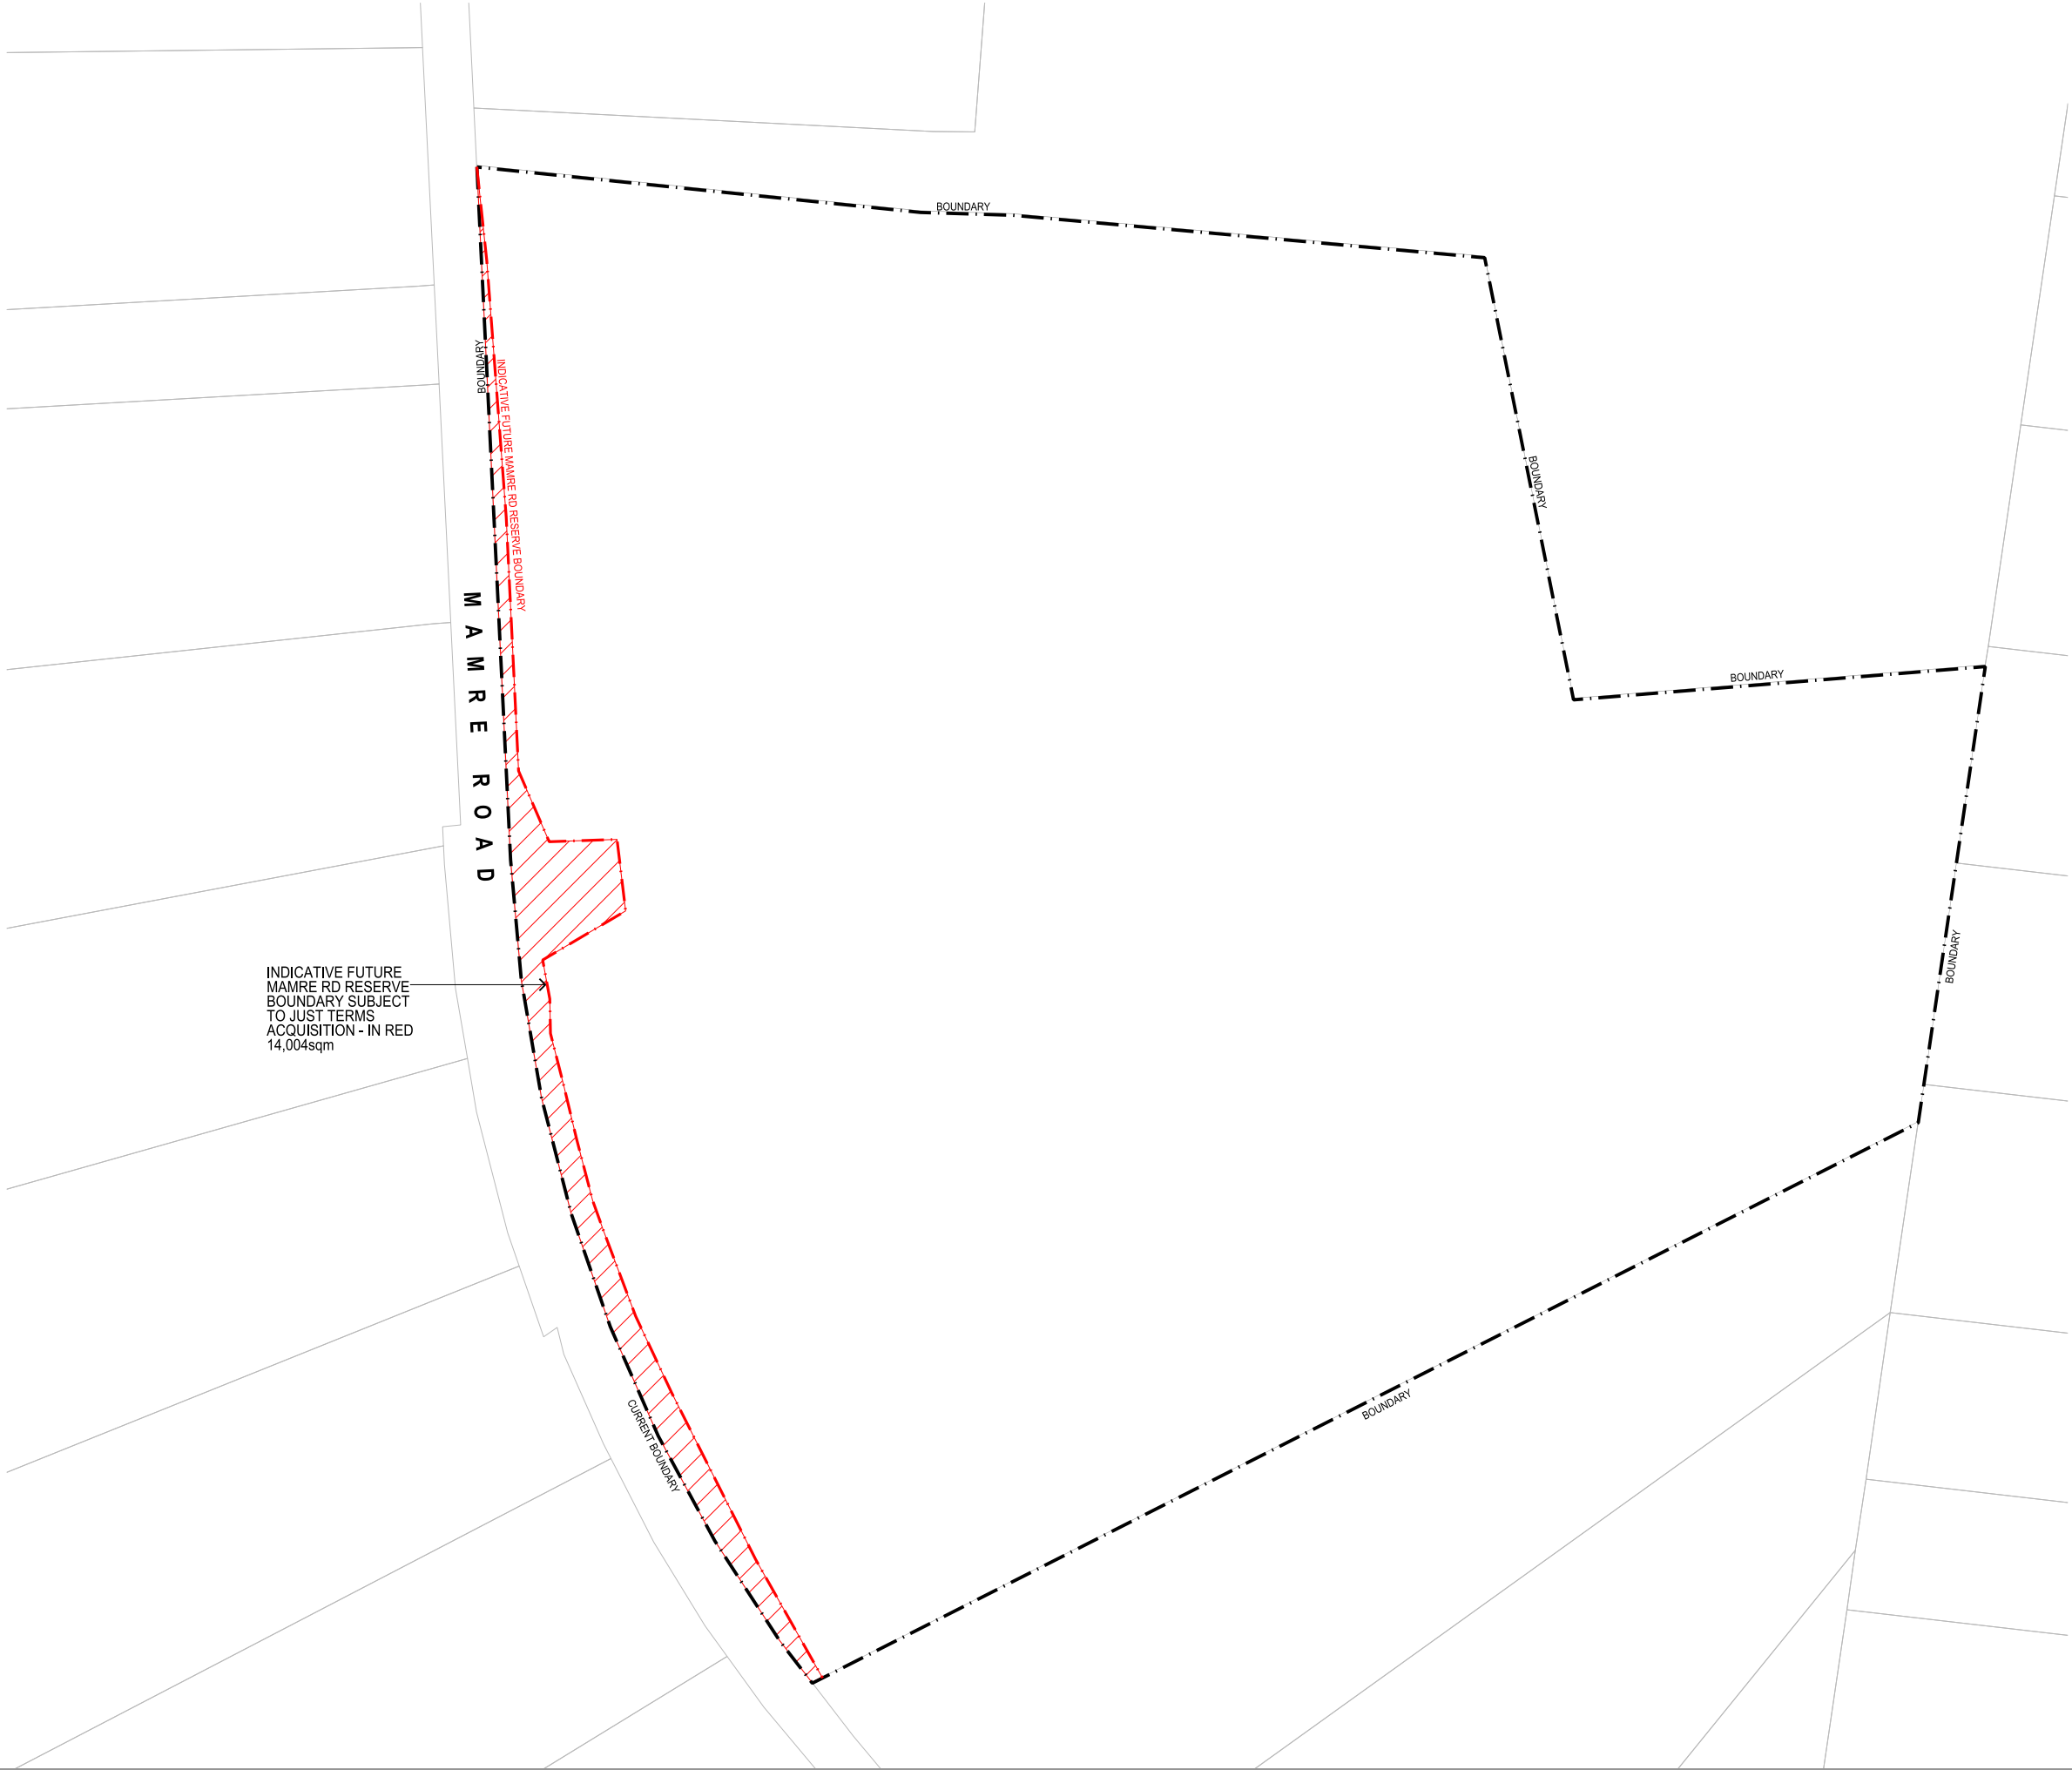 BOUNDARY
BOUNDARY
INDICATIVE FUTURE MAMRE RD RESERVE BOUNDARY
BOUNDARY
MAMRE ROAD
BOUNDARY
BOUNDARY
INDICATIVE FUTURE
MAMRE RD RESERVE
BOUNDARY SUBJECT
TO JUST TERMS
ACQUISITION - IN RED
14,004sqm
CURRENT BOUNDARY
BOUNDARY